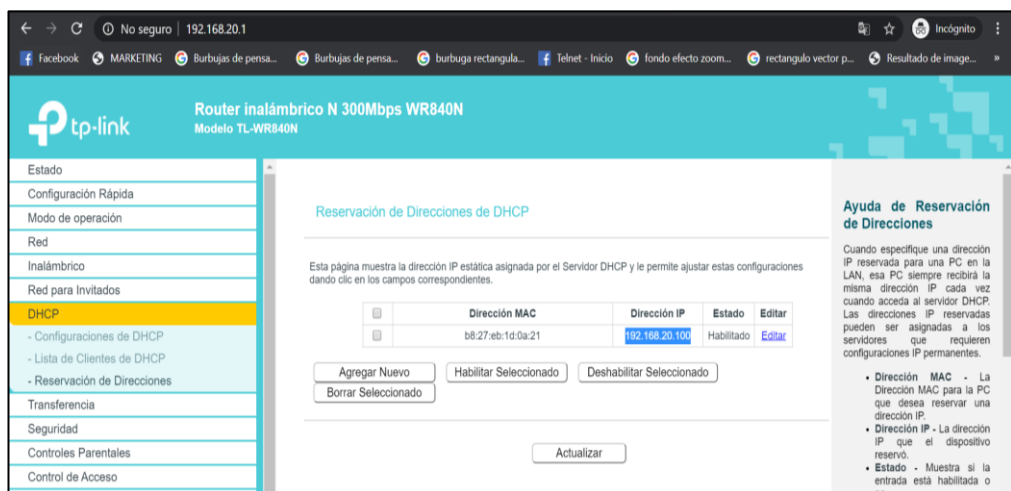 No seguro | 192.168.20.1
Incógnito
Facebook MARKETING Burbujas de pensa... Burbujas de pensa... burbuga rectangula... Telnet - Inicio fondo efecto zoom... rectangulo vector p... Resultado de image... »
tp-link
Router inalámbrico N 300Mbps WR840N
Modelo TL-WR840N
Estado
Configuración Rápida
Modo de operación
Red
Inalámbrico
Red para Invitados
DHCP
- Configuraciones de DHCP
- Lista de Clientes de DHCP
- Reservación de Direcciones
Transferencia
Seguridad
Controles Parentales
Control de Acceso
Reservación de Direcciones de DHCP
Esta página muestra la dirección IP estática asignada por el Servidor DHCP y le permite ajustar estas configuraciones
dando clic en los campos correspondientes.
Dirección MAC Dirección IP Estado Editar
b8:27:eb:1d:0a:21 192.168.20.100 Habilitado Editar
Agregar Nuevo Habilitar Seleccionado Deshabilitar Seleccionado
Borrar Seleccionado
Actualizar
Ayuda de Reservación
de Direcciones
Cuando especifique una dirección
IP reservada para una PC en la
LAN, esa PC siempre recibirá la
misma dirección IP cada vez
cuando acceda al servidor DHCP.
Las direcciones IP reservadas
pueden ser asignadas a los
servidores que requieren
configuraciones IP permanentes.
• Dirección MAC - La
Dirección MAC para la PC
que desea reservar una
dirección IP.
• Dirección IP - La dirección
IP que el dispositivo
reservó.
• Estado - Muestra si la
entrada está habilitada o